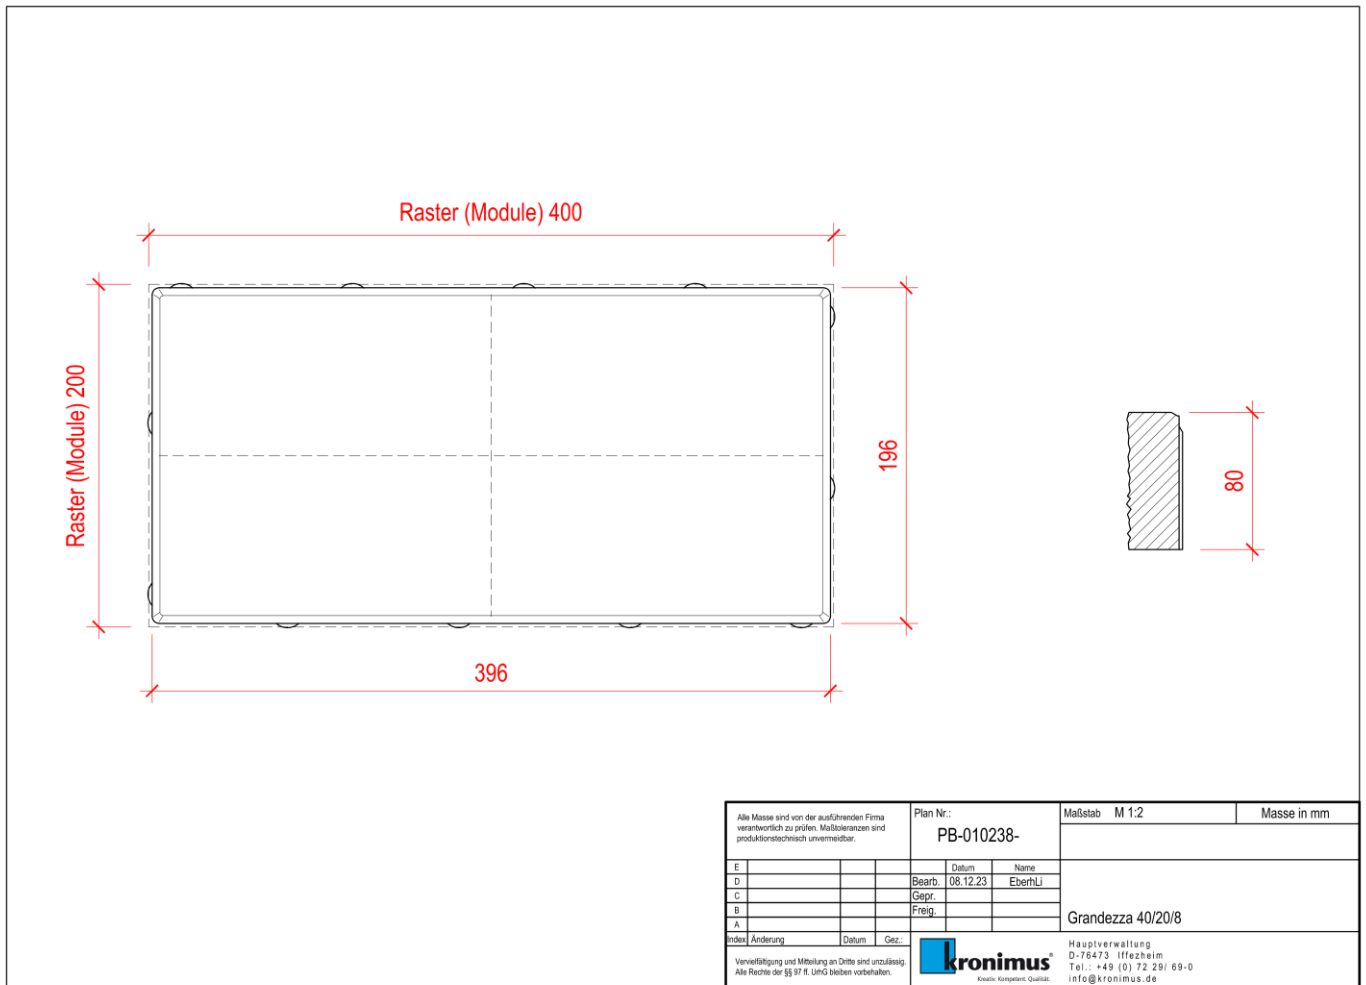 Raster (Module) 400
Raster (Module) 200
196
80
396
Alle Masse sind von der ausführenden Firma
verantwortlich zu prüfen. Maßtoleranzen sind
produktionstechnisch unvermeidbar.
Plan Nr.:
PB-010238-
Maßstab M 1:2
Masse in mm
E
Datum Name
D
Bearb. 08.12.23 EberhLi
C
Gepr.
B
Freig.
A
Grandezza 40/20/8
Index Änderung Datum Gez.:
Vervielfältigung und Mitteilung an Dritte sind unzulässig.
Alle Rechte der §§ 97 ff. UrhG bleiben vorbehalten.
kronimus®
Kreativ. Kompetent. Qualität.
Hauptverwaltung
D-76473 Iffezheim
Tel.: +49 (0) 72 29/ 69-0
info@kronimus.de